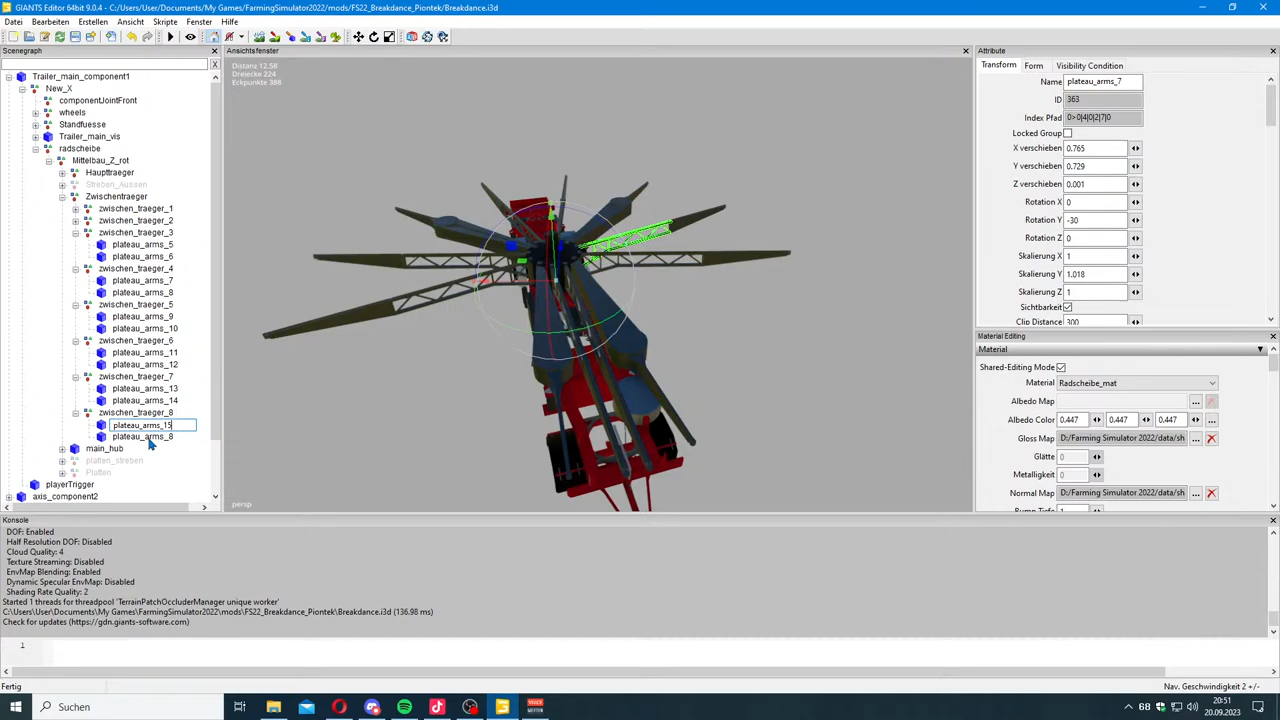 GIANTS Editor 64bit 9.0.4 - C:/Users/User/Documents/My Games/FarmingSimulator2022/mods/FS22_Breakdance_Piontek/Breakdance.i3d
Datei Bearbeiten Erstellen Ansicht Skripte Fenster Hilfe
Scenegraph
X
Trailer_main_component1
New_X
componentJointFront
wheels
Standfuesse
Trailer_main_vis
radscheibe
Mittelbau_Z_rot
Haupttraeger
Streben_Aussen
Zwischentraeger
zwischen_traeger_1
zwischen_traeger_2
zwischen_traeger_3
plateau_arms_5
plateau_arms_6
zwischen_traeger_4
plateau_arms_7
plateau_arms_8
zwischen_traeger_5
plateau_arms_9
plateau_arms_10
zwischen_traeger_6
plateau_arms_11
plateau_arms_12
zwischen_traeger_7
plateau_arms_13
plateau_arms_14
zwischen_traeger_8
plateau_arms_15
plateau_arms_8
main_hub
platten_streben
Platten
playerTrigger
axis_component2
Ansichtsfenster
Distanz 12.58
Dreiecke 224
Eckpunkte 388
persp
Attribute
Transform Form Visibility Condition
Name plateau_arms_7
ID 363
Index Pfad 0>0|4|0|2|7|0
Locked Group
X verschieben 0.765
Y verschieben 0.729
Z verschieben 0.001
Rotation X 0
Rotation Y -30
Rotation Z 0
Skalierung X 1
Skalierung Y 1.018
Skalierung Z 1
Sichtbarkeit
Clip Distance 300
Material Editing
Material
Shared-Editing Mode
Material Radscheibe_mat
Albedo Map ...
Albedo Color 0.447 0.447 0.447 ...
Gloss Map D:/Farming Simulator 2022/data/sh ...
Glätte 0
Metalligkeit 0
Normal Map D:/Farming Simulator 2022/data/sh ...
Bump Tiefe 1
Konsole
DOF: Enabled
Half Resolution DOF: Disabled
Cloud Quality: 4
Texture Streaming: Disabled
EnvMap Blending: Enabled
Dynamic Specular EnvMap: Disabled
Shading Rate Quality: 2
Started 1 threads for threadpool 'TerrainPatchOccluderManager unique worker'
C:\Users\User\Documents\My Games\FarmingSimulator2022\mods\FS22_Breakdance_Piontek\Breakdance.i3d (136.98 ms)
Check for updates (https://gdn.giants-software.com)
1
Fertig
Nav. Geschwindigkeit 2 +/-
Suchen
20:51
20.09.2023